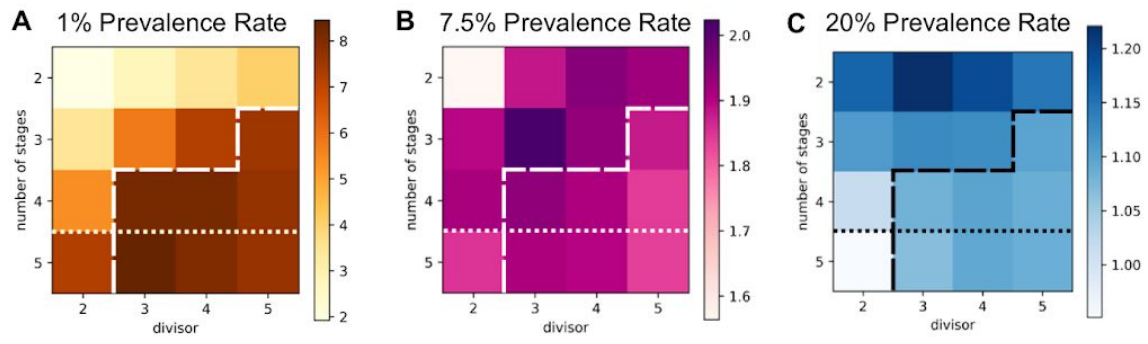 A 1% Prevalence Rate
number of stages
2
3
4
5
2 3 4 5
divisor
8
7
6
5
4
3
2
B 7.5% Prevalence Rate
number of stages
2
3
4
5
2 3 4 5
divisor
2.0
1.9
1.8
1.7
1.6
C 20% Prevalence Rate
number of stages
2
3
4
5
2 3 4 5
divisor
1.20
1.15
1.10
1.05
1.00